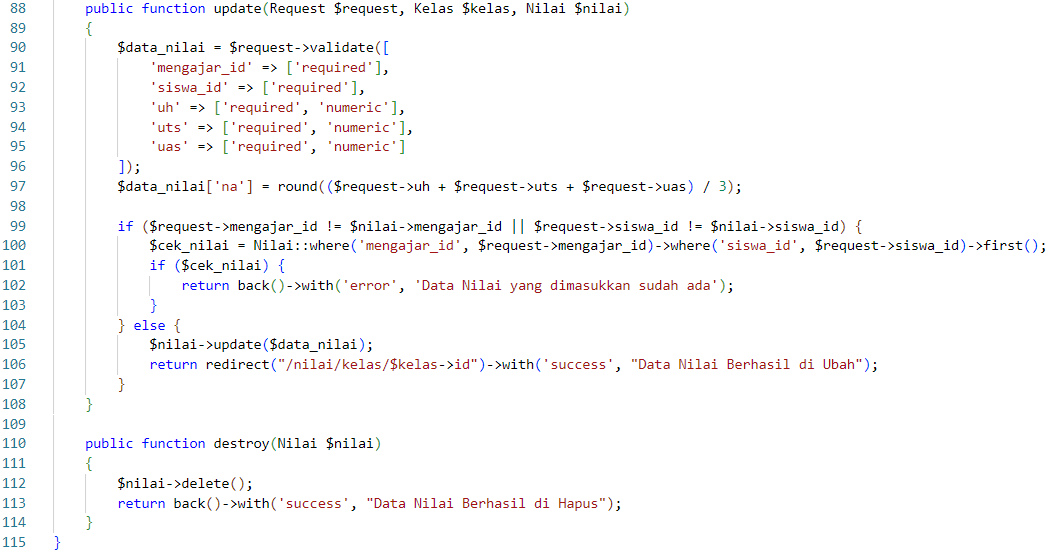 88 public function update(Request $request, Kelas $kelas, Nilai $nilai)
89 {
90 $data_nilai = $request->validate([
91 'mengajar_id' => ['required'],
92 'siswa_id' => ['required'],
93 'uh' => ['required', 'numeric'],
94 'uts' => ['required', 'numeric'],
95 'uas' => ['required', 'numeric']
96 ]);
97 $data_nilai['na'] = round(($request->uh + $request->uts + $request->uas) / 3);
98
99 if ($request->mengajar_id != $nilai->mengajar_id || $request->siswa_id != $nilai->siswa_id) {
100 $cek_nilai = Nilai::where('mengajar_id', $request->mengajar_id)->where('siswa_id', $request->siswa_id)->first();
101 if ($cek_nilai) {
102 return back()->with('error', 'Data Nilai yang dimasukkan sudah ada');
103 }
104 } else {
105 $nilai->update($data_nilai);
106 return redirect("/nilai/kelas/$kelas->id")->with('success', "Data Nilai Berhasil di Ubah");
107 }
108 }
109
110 public function destroy(Nilai $nilai)
111 {
112 $nilai->delete();
113 return back()->with('success', "Data Nilai Berhasil di Hapus");
114 }
115 }